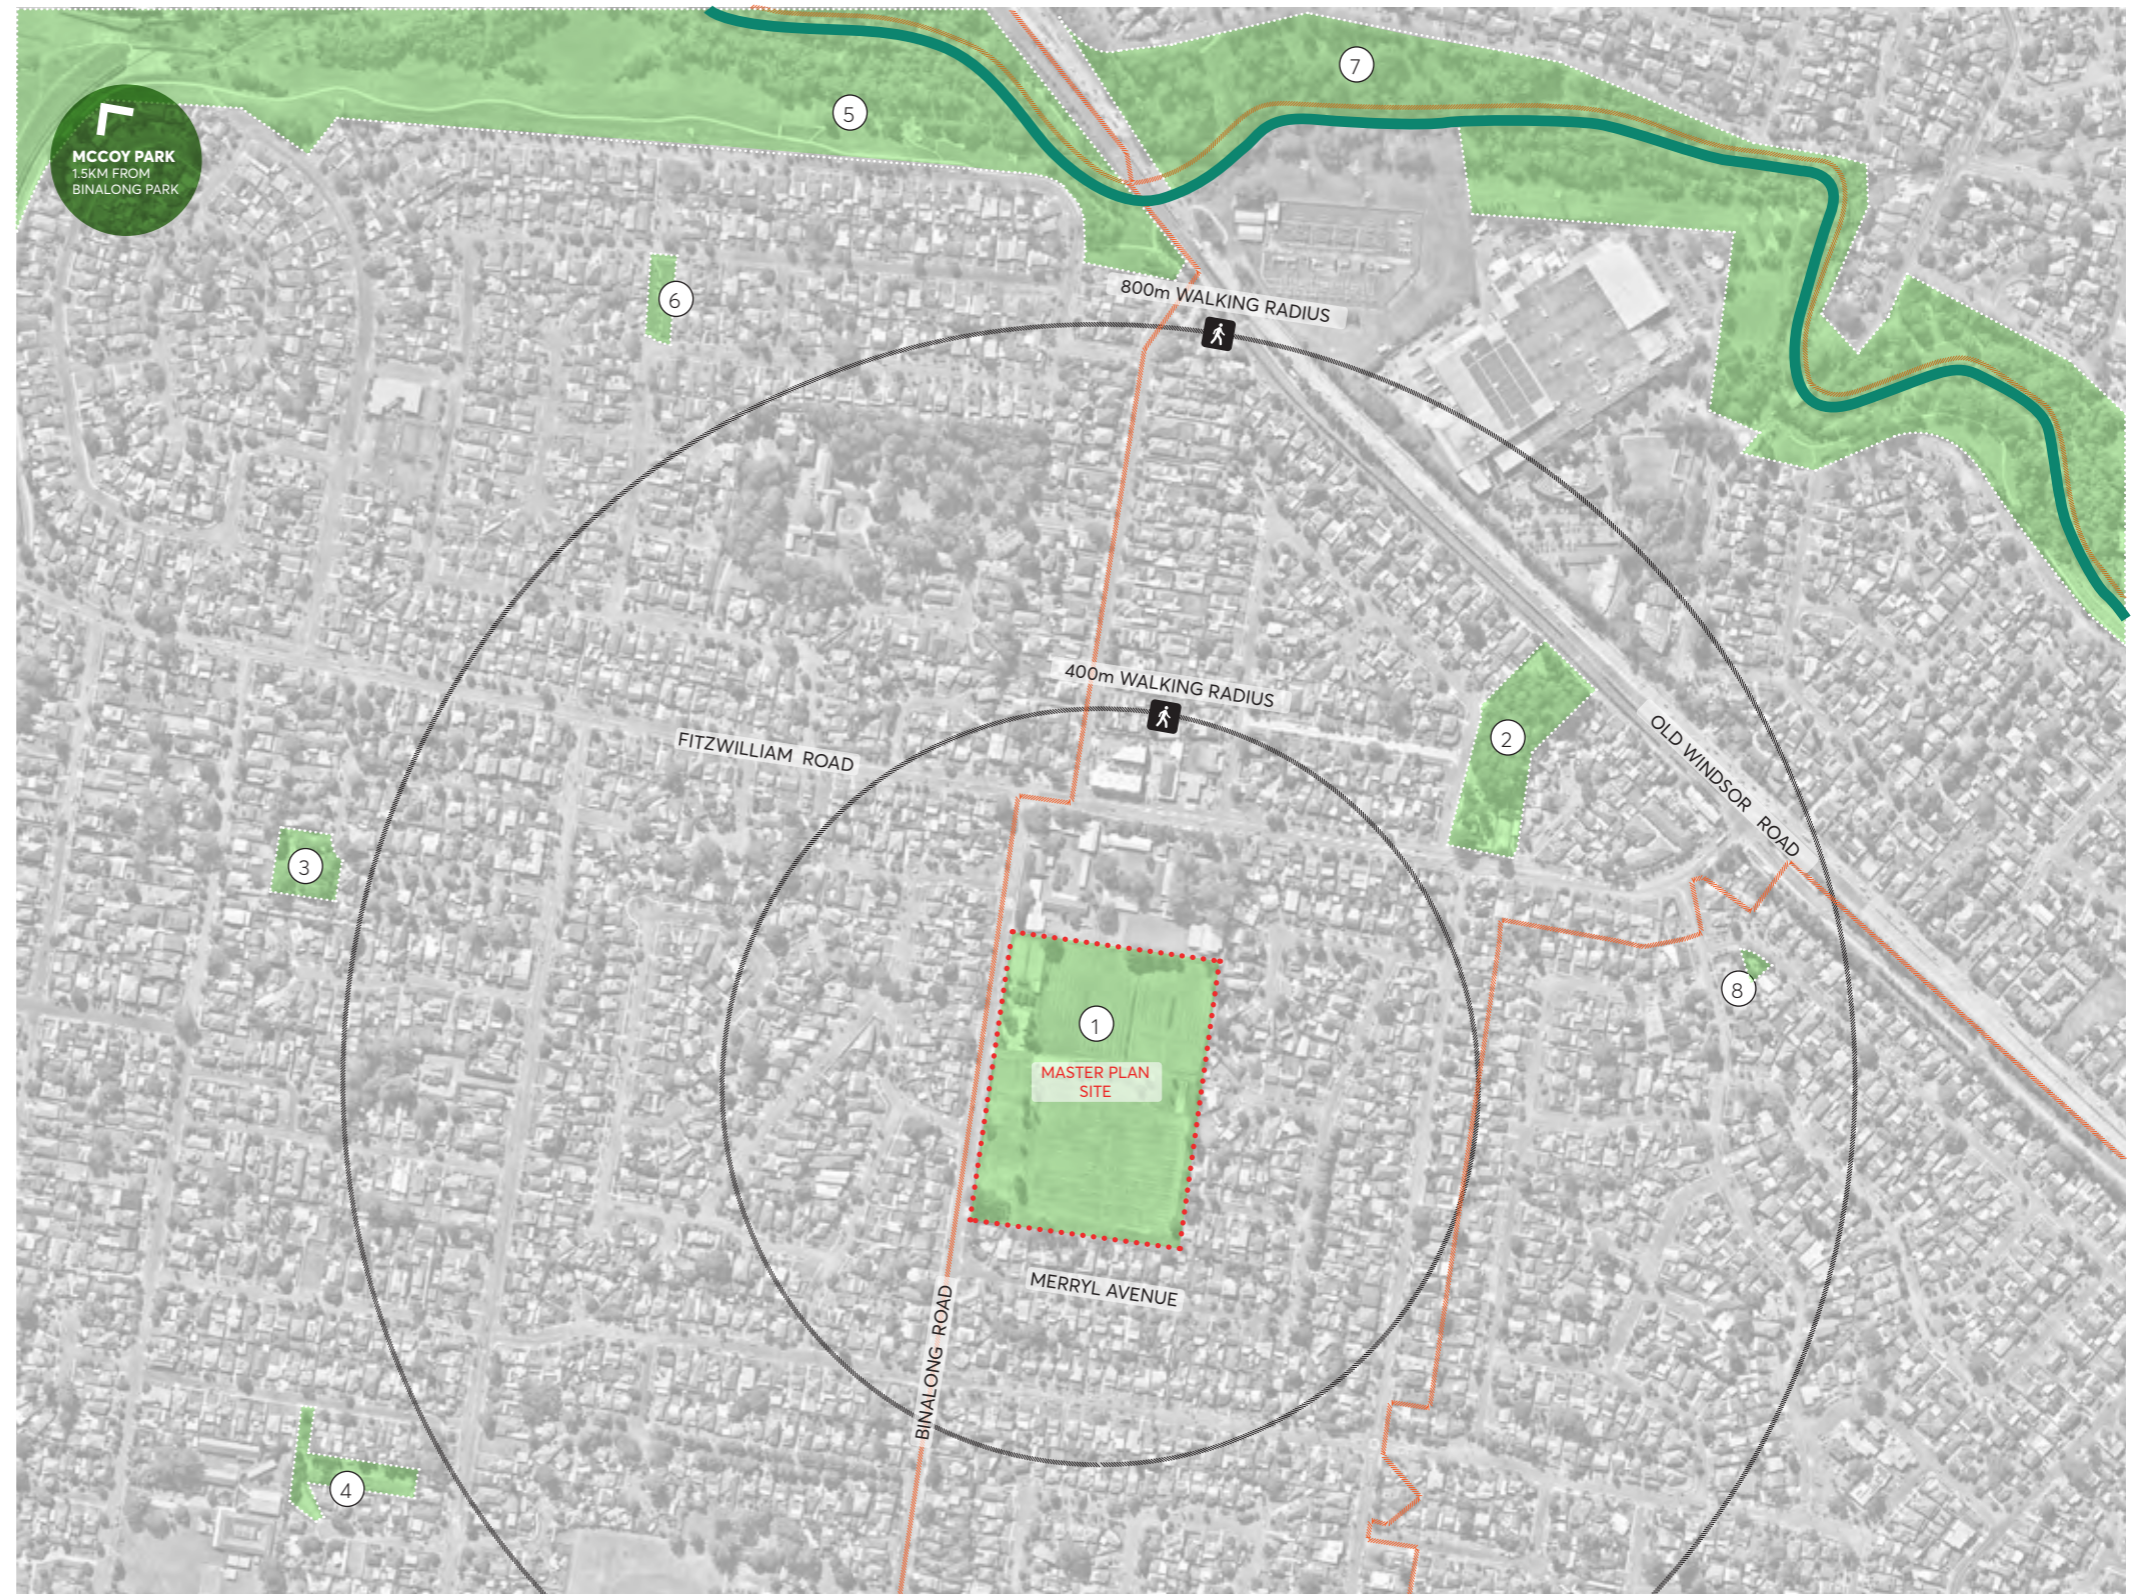 7
5
MCCOY PARK
1.5KM FROM
BINALONG PARK
6
800m WALKING RADIUS
400m WALKING RADIUS
2
OLD WINDSOR ROAD
FITZWILLIAM ROAD
3
8
1
MASTER PLAN
SITE
MERRYL AVENUE
BINALONG ROAD
4